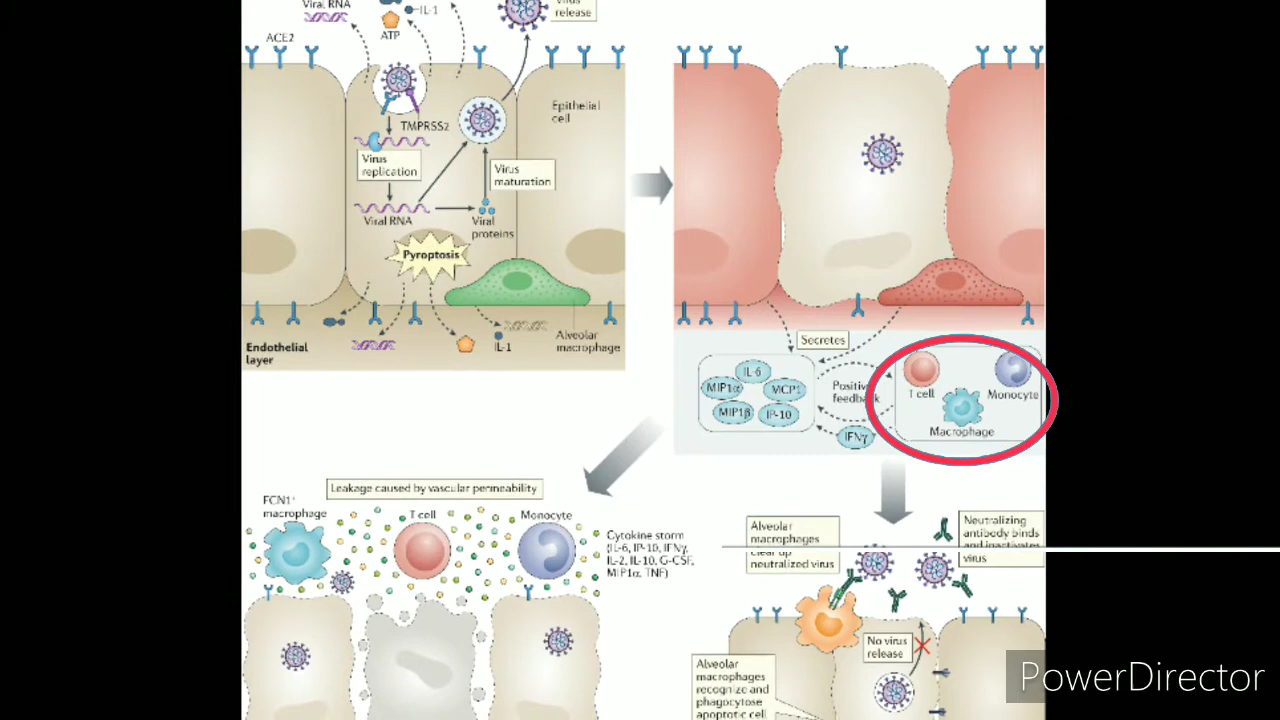 Viral RNA
IL-1
ATP
release
ACE2
Epithelial
cell
TMPRSS2
Virus
replication
Virus
maturation
Viral RNA
Viral
proteins
Pyroptosis
IL-1
Alveolar
macrophage
Endothelial
layer
Secretes
IL-6
MIP1α
MCP1
MIP1β
IP-10
Positive
feedback
IFNγ
T cell
Monocyte
Macrophage
Leakage caused by vascular permeability
FCN1+
macrophage
T cell
Monocyte
Cytokine storm
(IL-6, IP-10, IFNγ,
IL-2, IL-10, G-CSF,
MIP1α, TNF)
Alveolar
macrophages
clear up
neutralized virus
Neutralizing
antibody binds
and inactivates
virus
No virus
release
Alveolar
macrophages
recognize and
phagocytose
apoptotic cell
PowerDirector